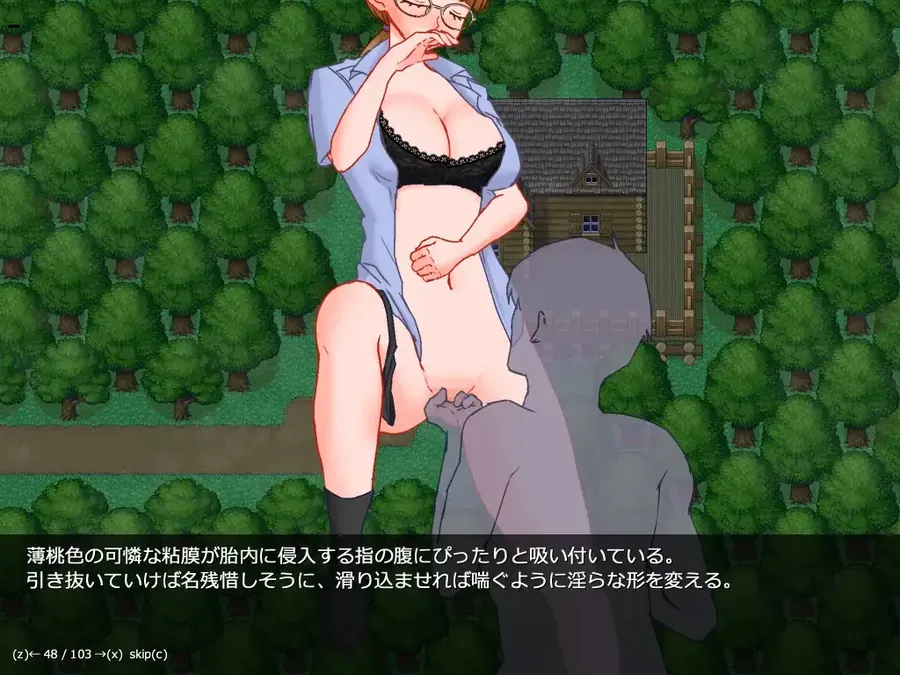 薄桃色の可憐な粘膜が胎内に侵入する指の腹にぴったりと吸い付いている。
引き抜いていけば名残惜しそうに、滑り込ませれば喘ぐように淫らな形を変える。
(z)← 48 / 103 →(x) skip(c)